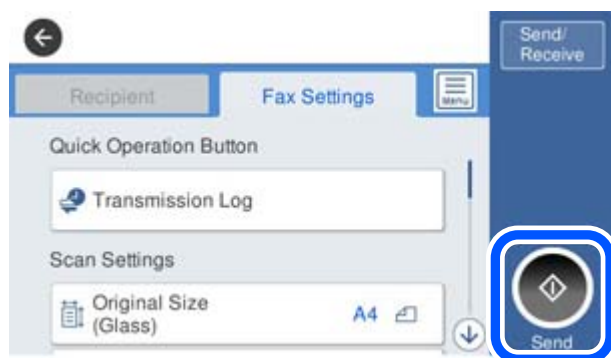 Send/
Receive
Recipient
Fax Settings
Menu
Quick Operation Button
Transmission Log
Scan Settings
Original Size
(Glass)
A4
Send